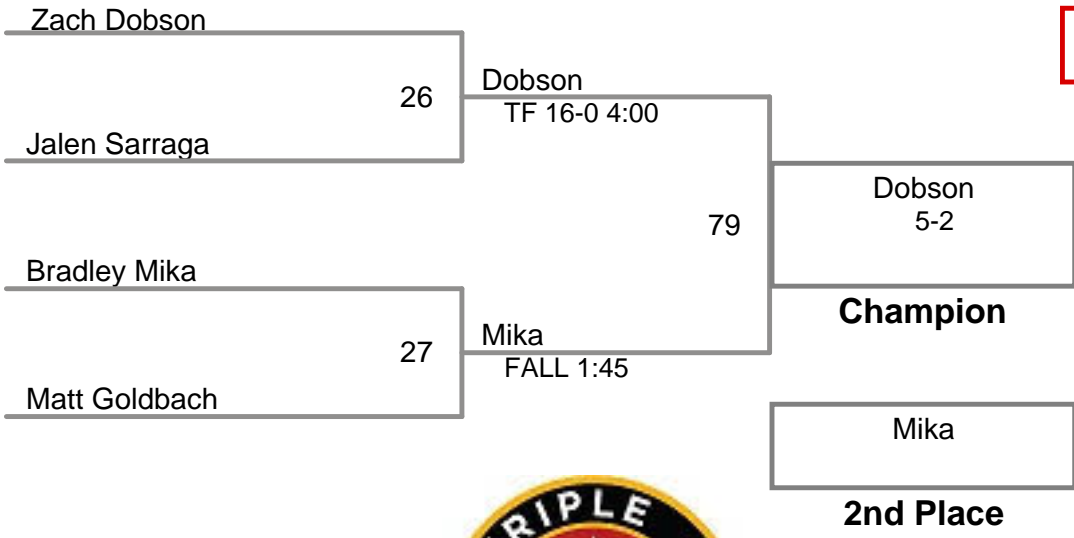 Zach Dobson
26
Dobson
TF 16-0 4:00
Jalen Sarraga
79
Dobson
5-2
Champion
Bradley Mika
27
Mika
FALL 1:45
Matt Goldbach
Mika
2nd Place
RIPLE